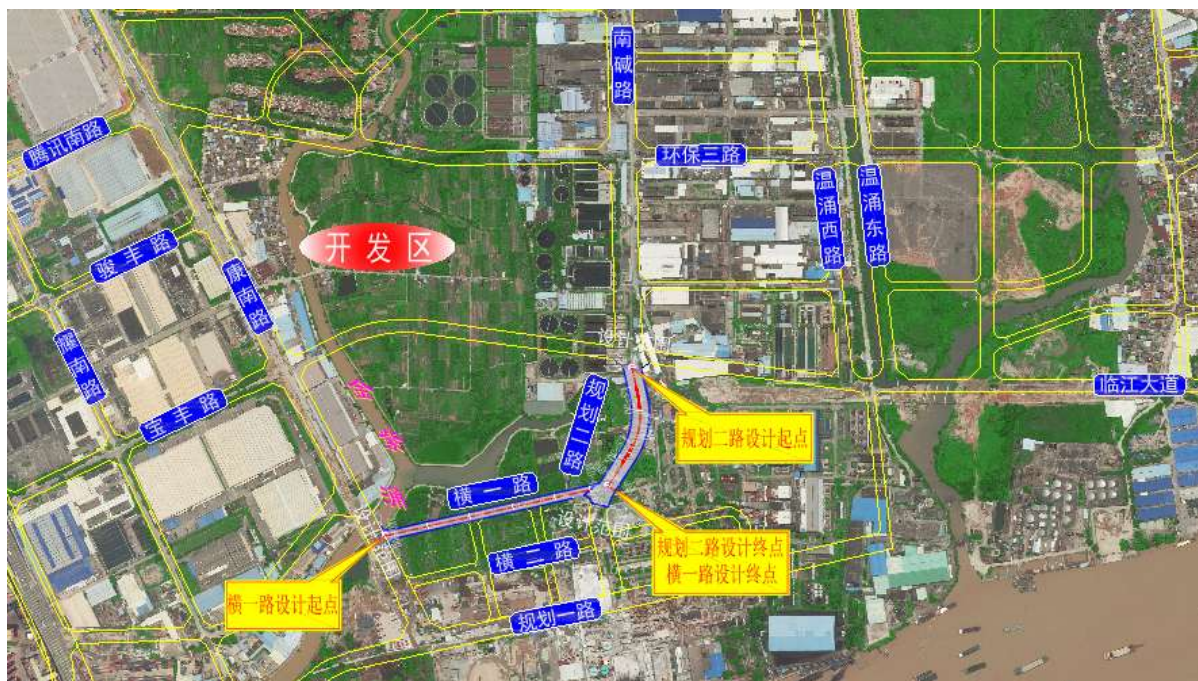 南碱路
腾讯南路
环保三路
温涌西路
温涌东路
开发区
骏丰路
康南路
耀南路
临江大道
宝丰路
规划二路
规划二路设计起点
横一路
设计范围
横二路
规划二路设计终点
横一路设计终点
横一路设计起点
规划一路